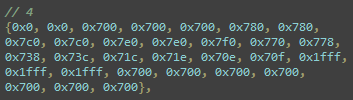 // 4
{0x0, 0x0, 0x700, 0x700, 0x700, 0x780, 0x780,
0x7c0, 0x7c0, 0x7e0, 0x7e0, 0x7f0, 0x770, 0x778,
0x738, 0x73c, 0x71c, 0x71e, 0x70e, 0x70f, 0x1fff,
0x1fff, 0x1fff, 0x700, 0x700, 0x700, 0x700,
0x700, 0x700, 0x700},